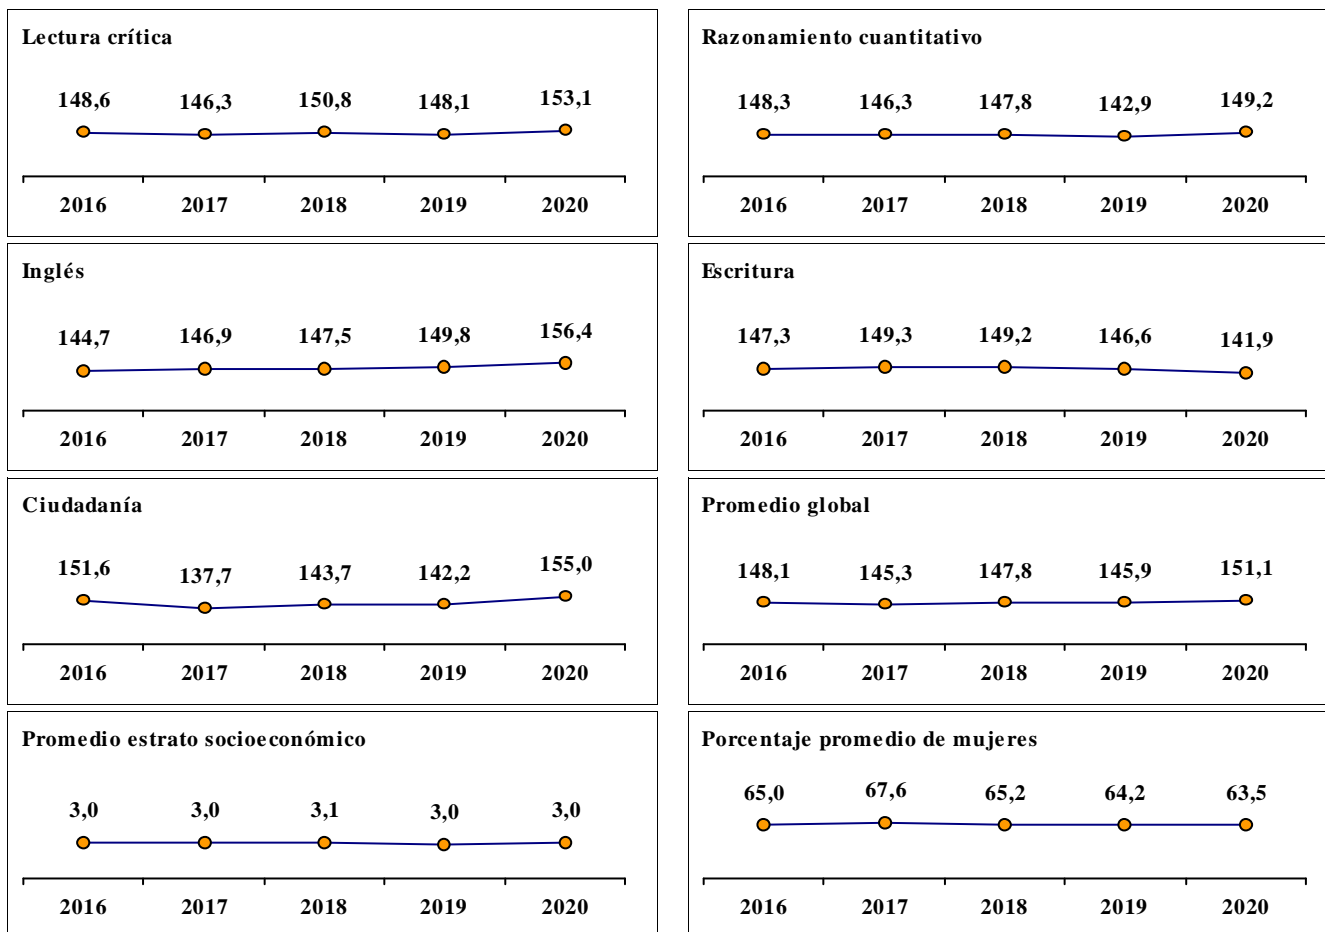 Lectura crítica
148,6 146,3 150,8 148,1 153,1
2016 2017 2018 2019 2020
Razonamiento cuantitativo
148,3 146,3 147,8 142,9 149,2
2016 2017 2018 2019 2020
Inglés
144,7 146,9 147,5 149,8 156,4
2016 2017 2018 2019 2020
Escritura
147,3 149,3 149,2 146,6 141,9
2016 2017 2018 2019 2020
Ciudadanía
151,6 137,7 143,7 142,2 155,0
2016 2017 2018 2019 2020
Promedio global
148,1 145,3 147,8 145,9 151,1
2016 2017 2018 2019 2020
Promedio estrato socioeconómico
3,0 3,0 3,1 3,0 3,0
2016 2017 2018 2019 2020
Porcentaje promedio de mujeres
65,0 67,6 65,2 64,2 63,5
2016 2017 2018 2019 2020